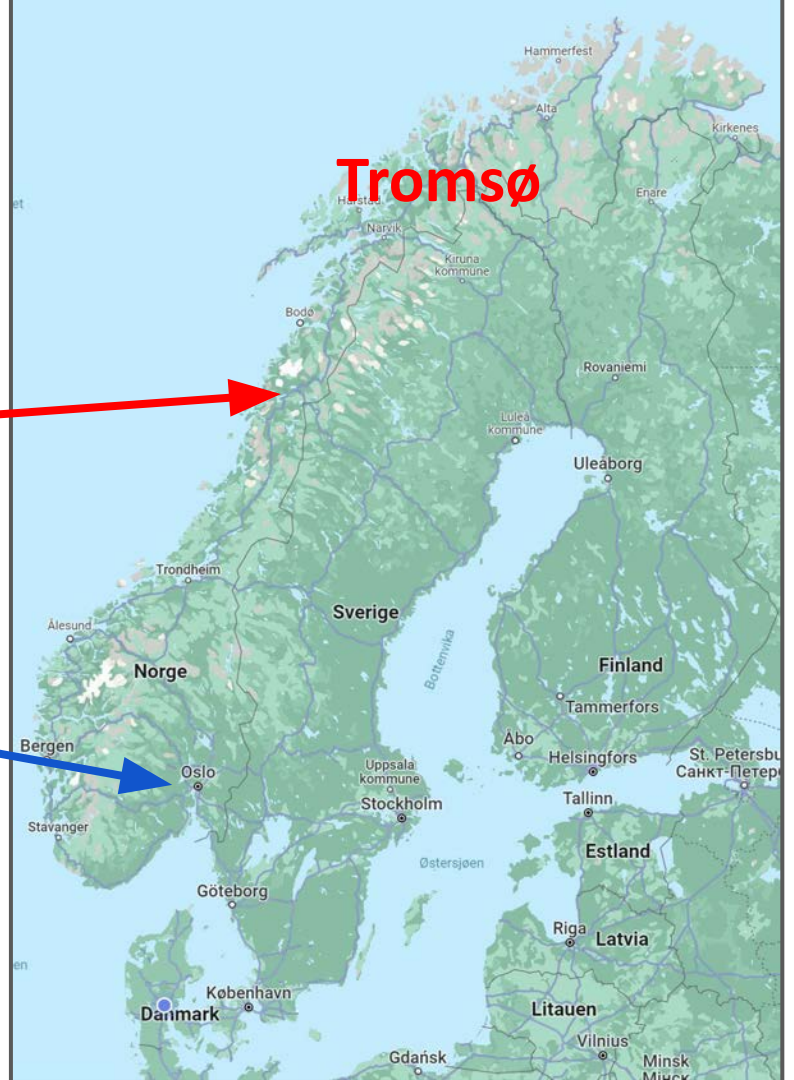 Hammerfest
Alta
Kirkenes
Tromsø
Enare
et
Harstad
Narvik
Kiruna
kommune
Bodø
Rovaniemi
Luleå
kommune
Uleåborg
Trondheim
Sverige
Ålesund
Bottenvika
Norge
Finland
Tammerfors
Åbo
Bergen
Helsingfors
St. Petersbu
Санкт-Петер
Oslo
Uppsala
kommune
Stockholm
Tallinn
Stavanger
Estland
Østersjøen
Göteborg
Riga
Latvia
en
København
Danmark
Litauen
Vilnius
Gdańsk
Minsk
Мінск